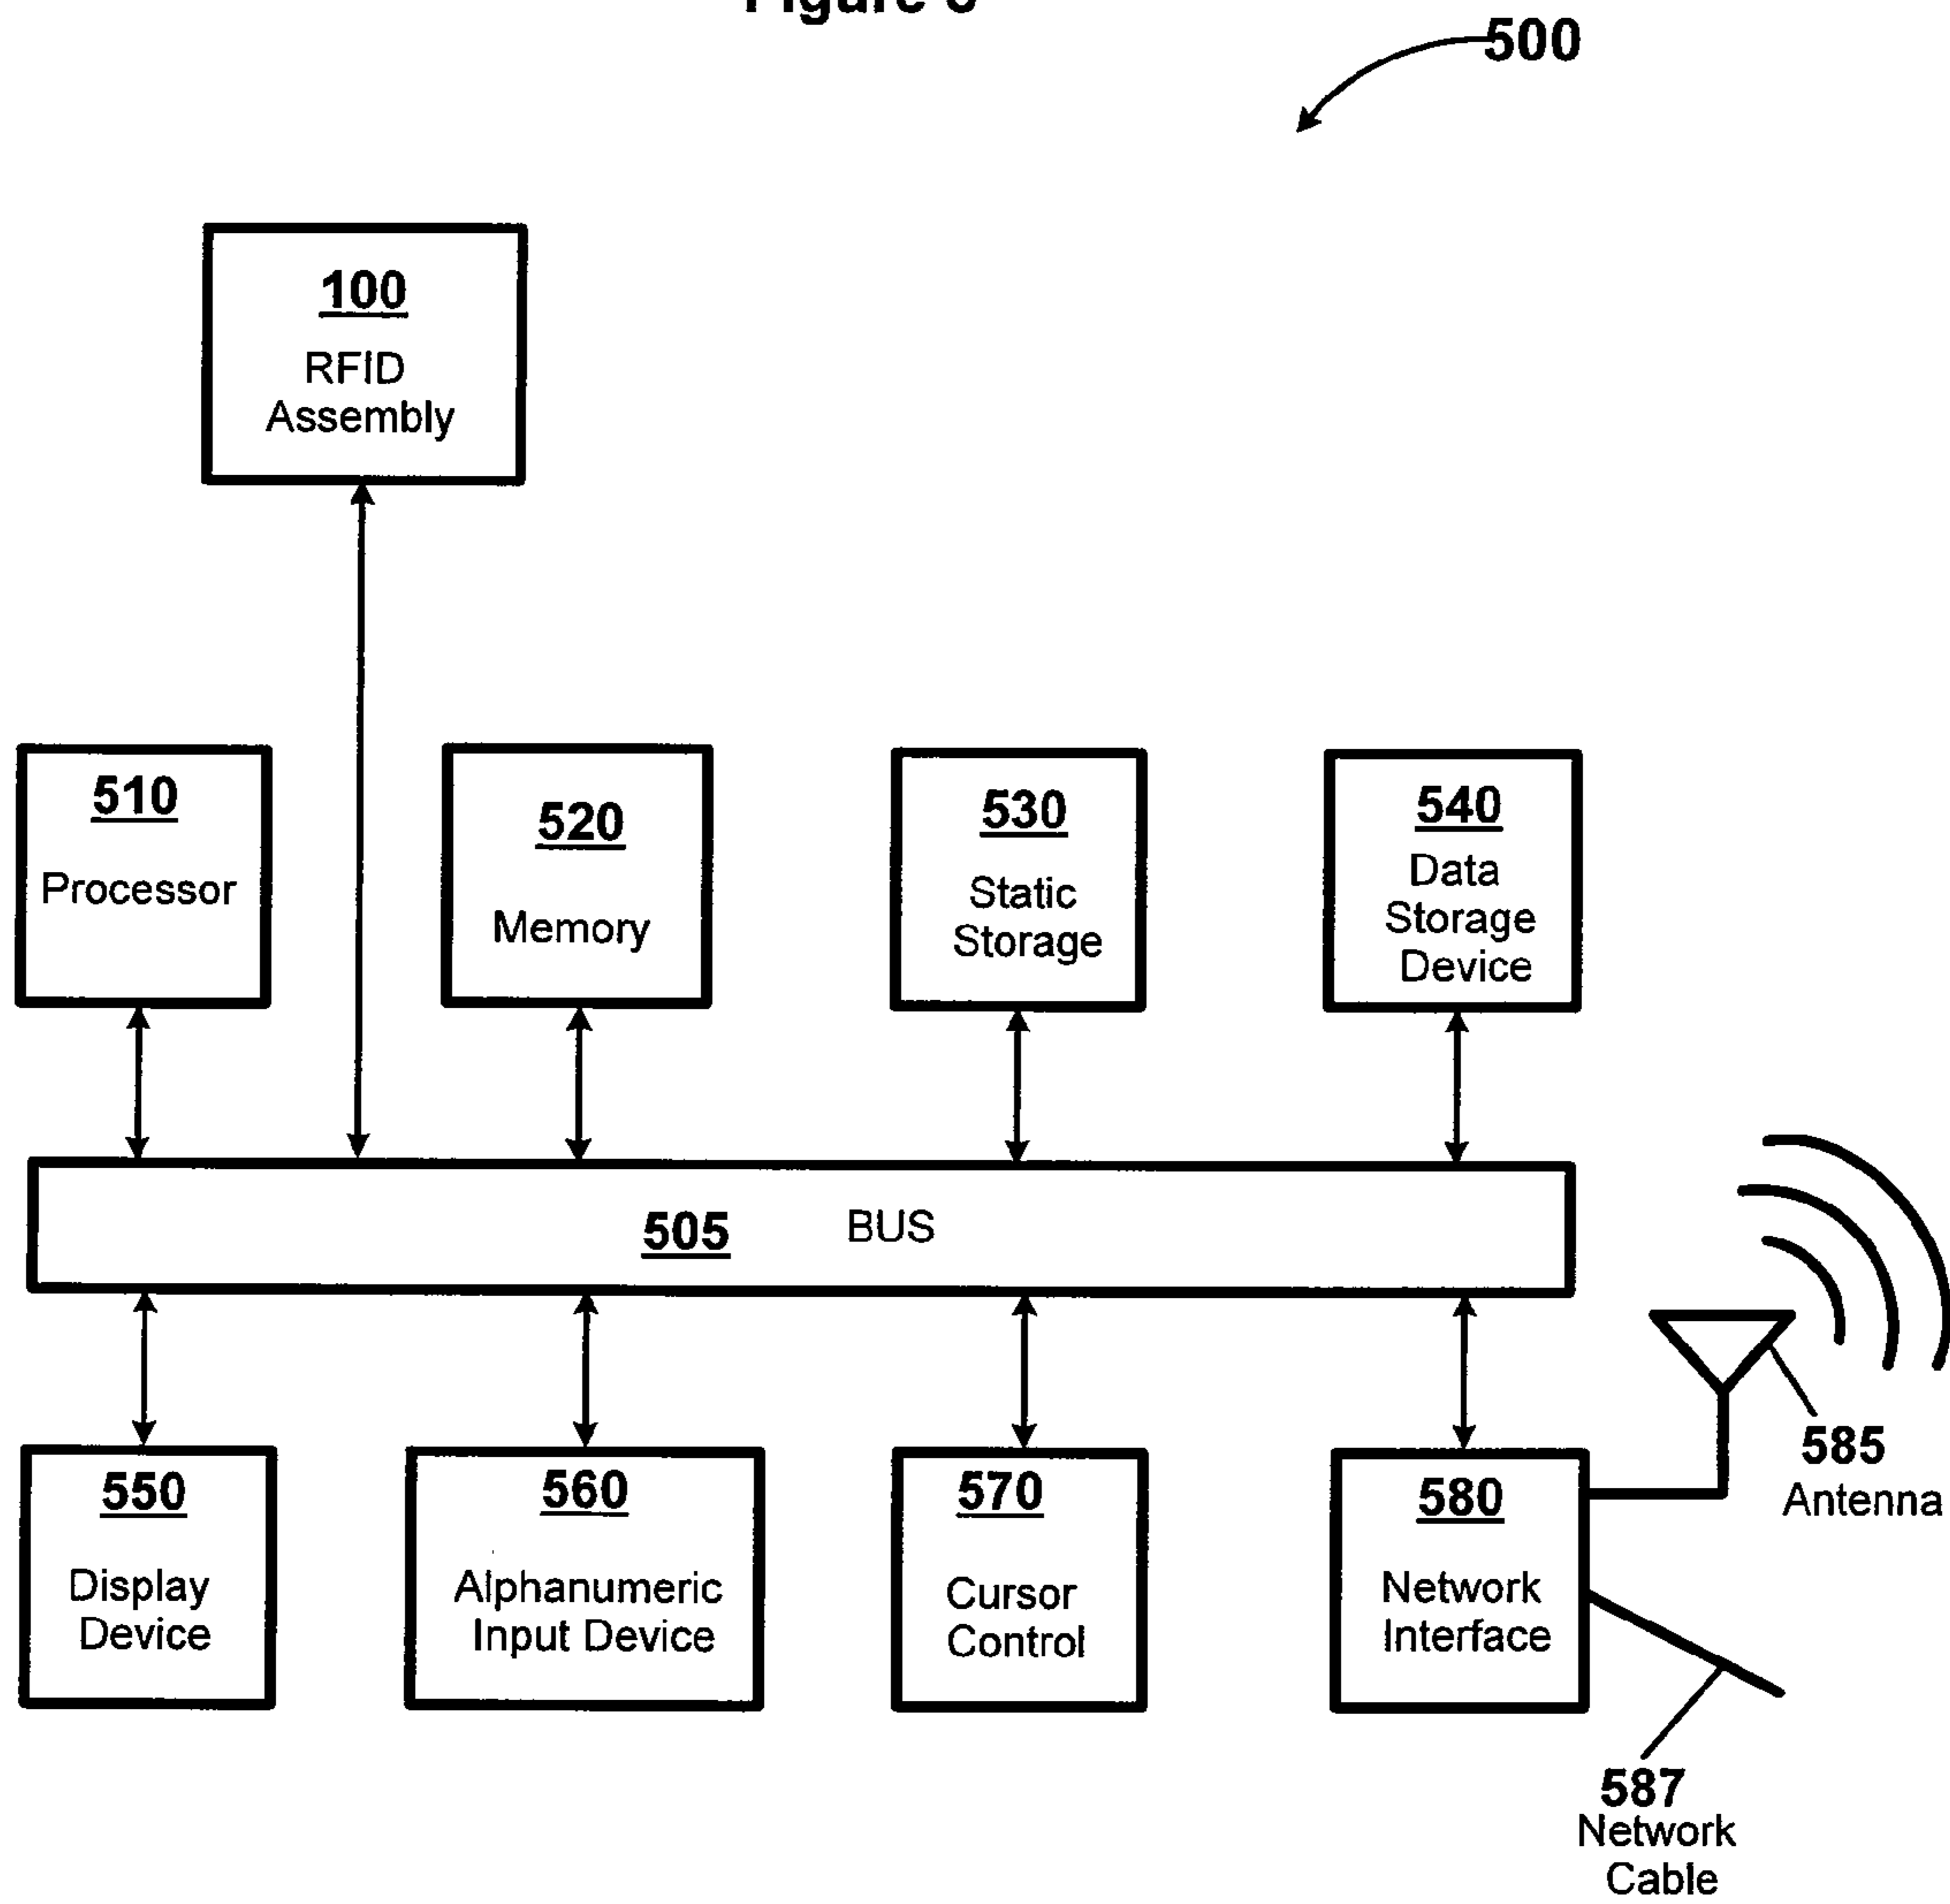 Figure
500
100
RFID
Assembly
510
Processor
520
Memory
530
Static
Storage
540
Data
Storage
Device
505 BUS
550
Display
Device
560
Alphanumeric
Input Device
570
Cursor
Control
580
Network
Interface
585
Antenna
587
Network
Cable